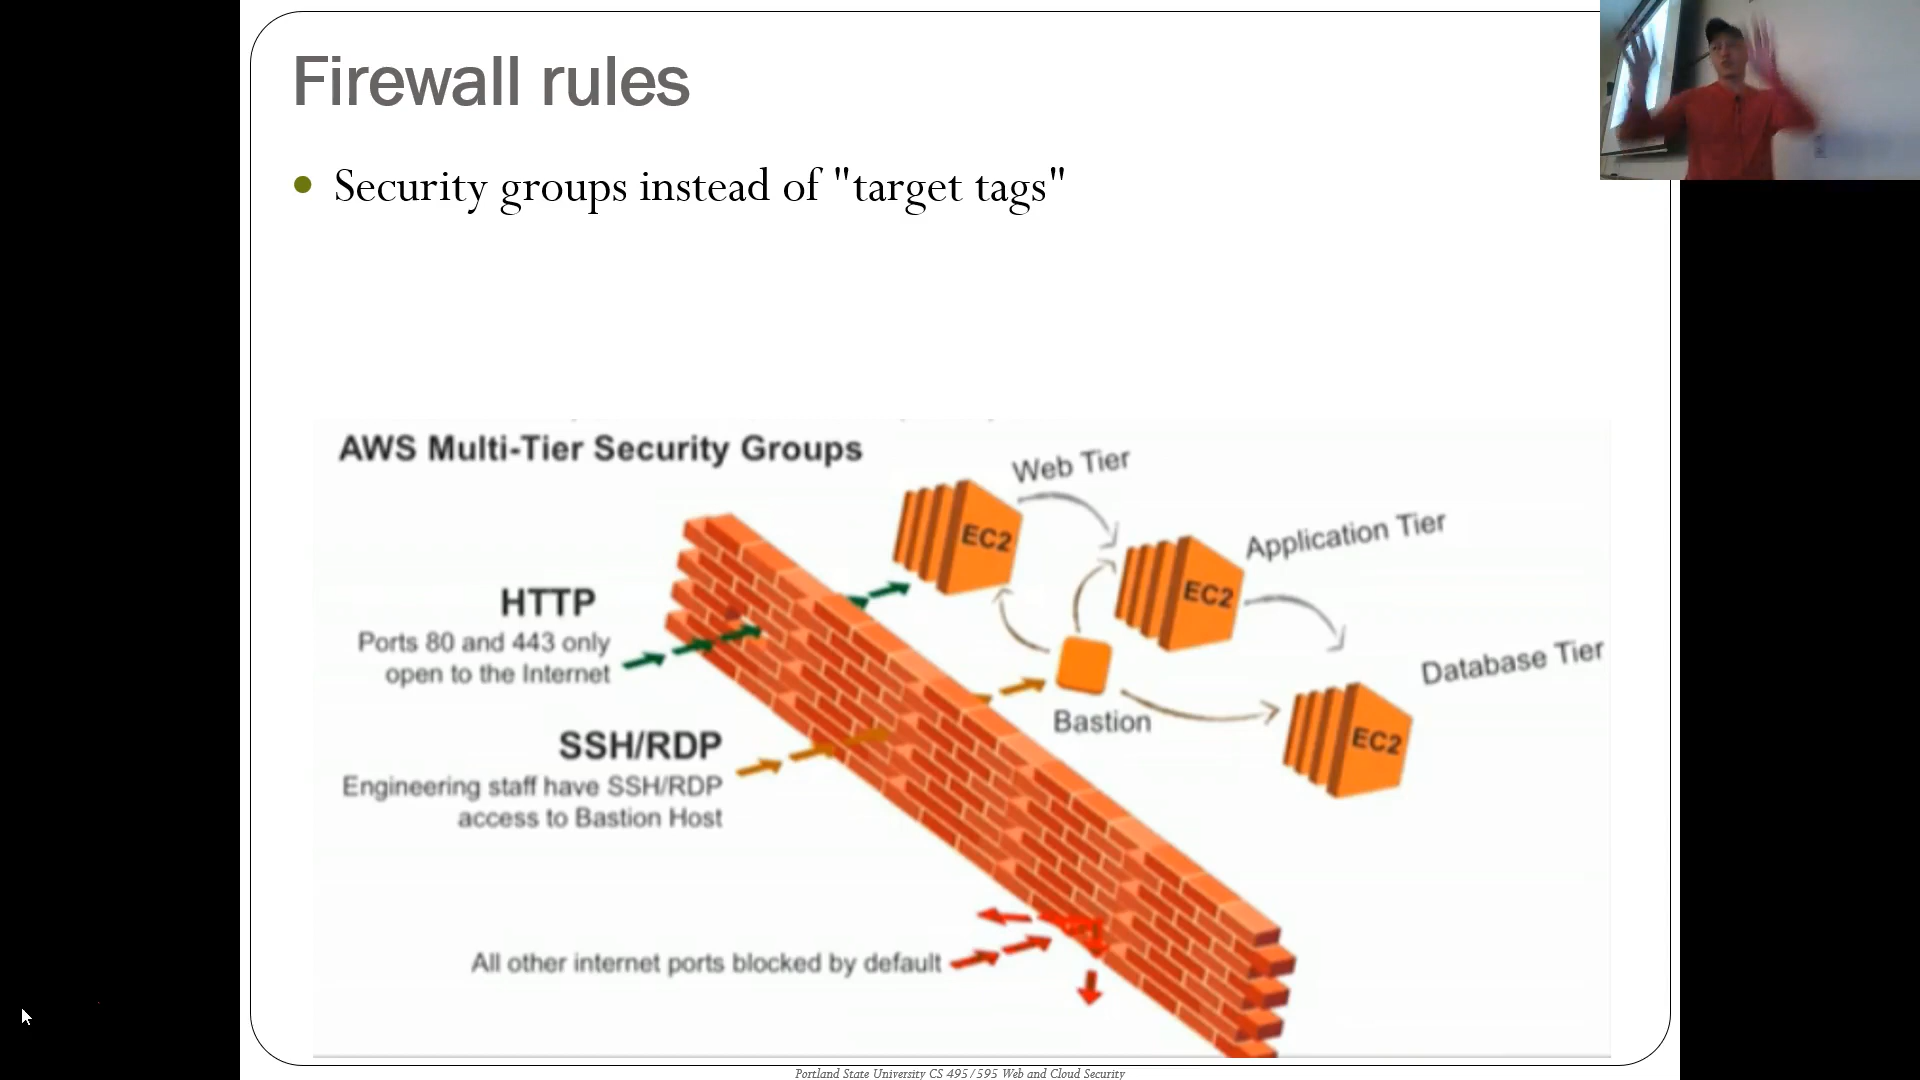 Firewall rules
Security groups instead of "target tags"
AWS Multi-Tier Security Groups
Web Tier
EC2
Application Tier
EC2
HTTP
Ports 80 and 443 only
open to the Internet
Database Tier
Bastion
EC2
SSH/RDP
Engineering staff have SSH/RDP
access to Bastion Host
All other internet ports blocked by default
Portland State University CS 495/595 Web and Cloud Security